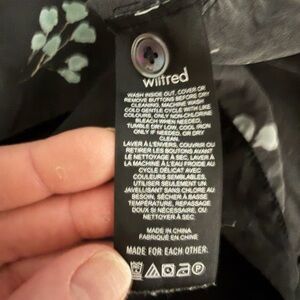 wilfred
WASH INSIDE OUT, COVER OR
REMOVE BUTTONS BEFORE DRY
CLEANING, MACHINE WASH
COLD GENTLE CYCLE WITH LIKE
COLOURS, ONLY NON-CHLORINE
BLEACH WHEN NEEDED,
TUMBLE DRY LOW, COOL IRON
ONLY IF NEEDED, OR DRY
CLEAN.
LAVER À L'ENVERS, COUVRIR OU
RETIRER LES BOUTONS AVANT
LE NETTOYAGE À SEC, LAVER À
LA MACHINE À L'EAU FROIDE AU
CYCLE DÉLICAT AVEC
COULEURS SEMBLABLES,
UTILISER SEULEMENT UN
JAVELLISANT SANS CHLORE AU
BESOIN, SÉCHER À BASSE
TEMPÉRATURE, REPASSAGE
DOUX SI NÉCESSAIRE, OU
NETTOYER À SEC.
MADE IN CHINA
FABRIQUÉ EN CHINE
MADE FOR EACH OTHER.